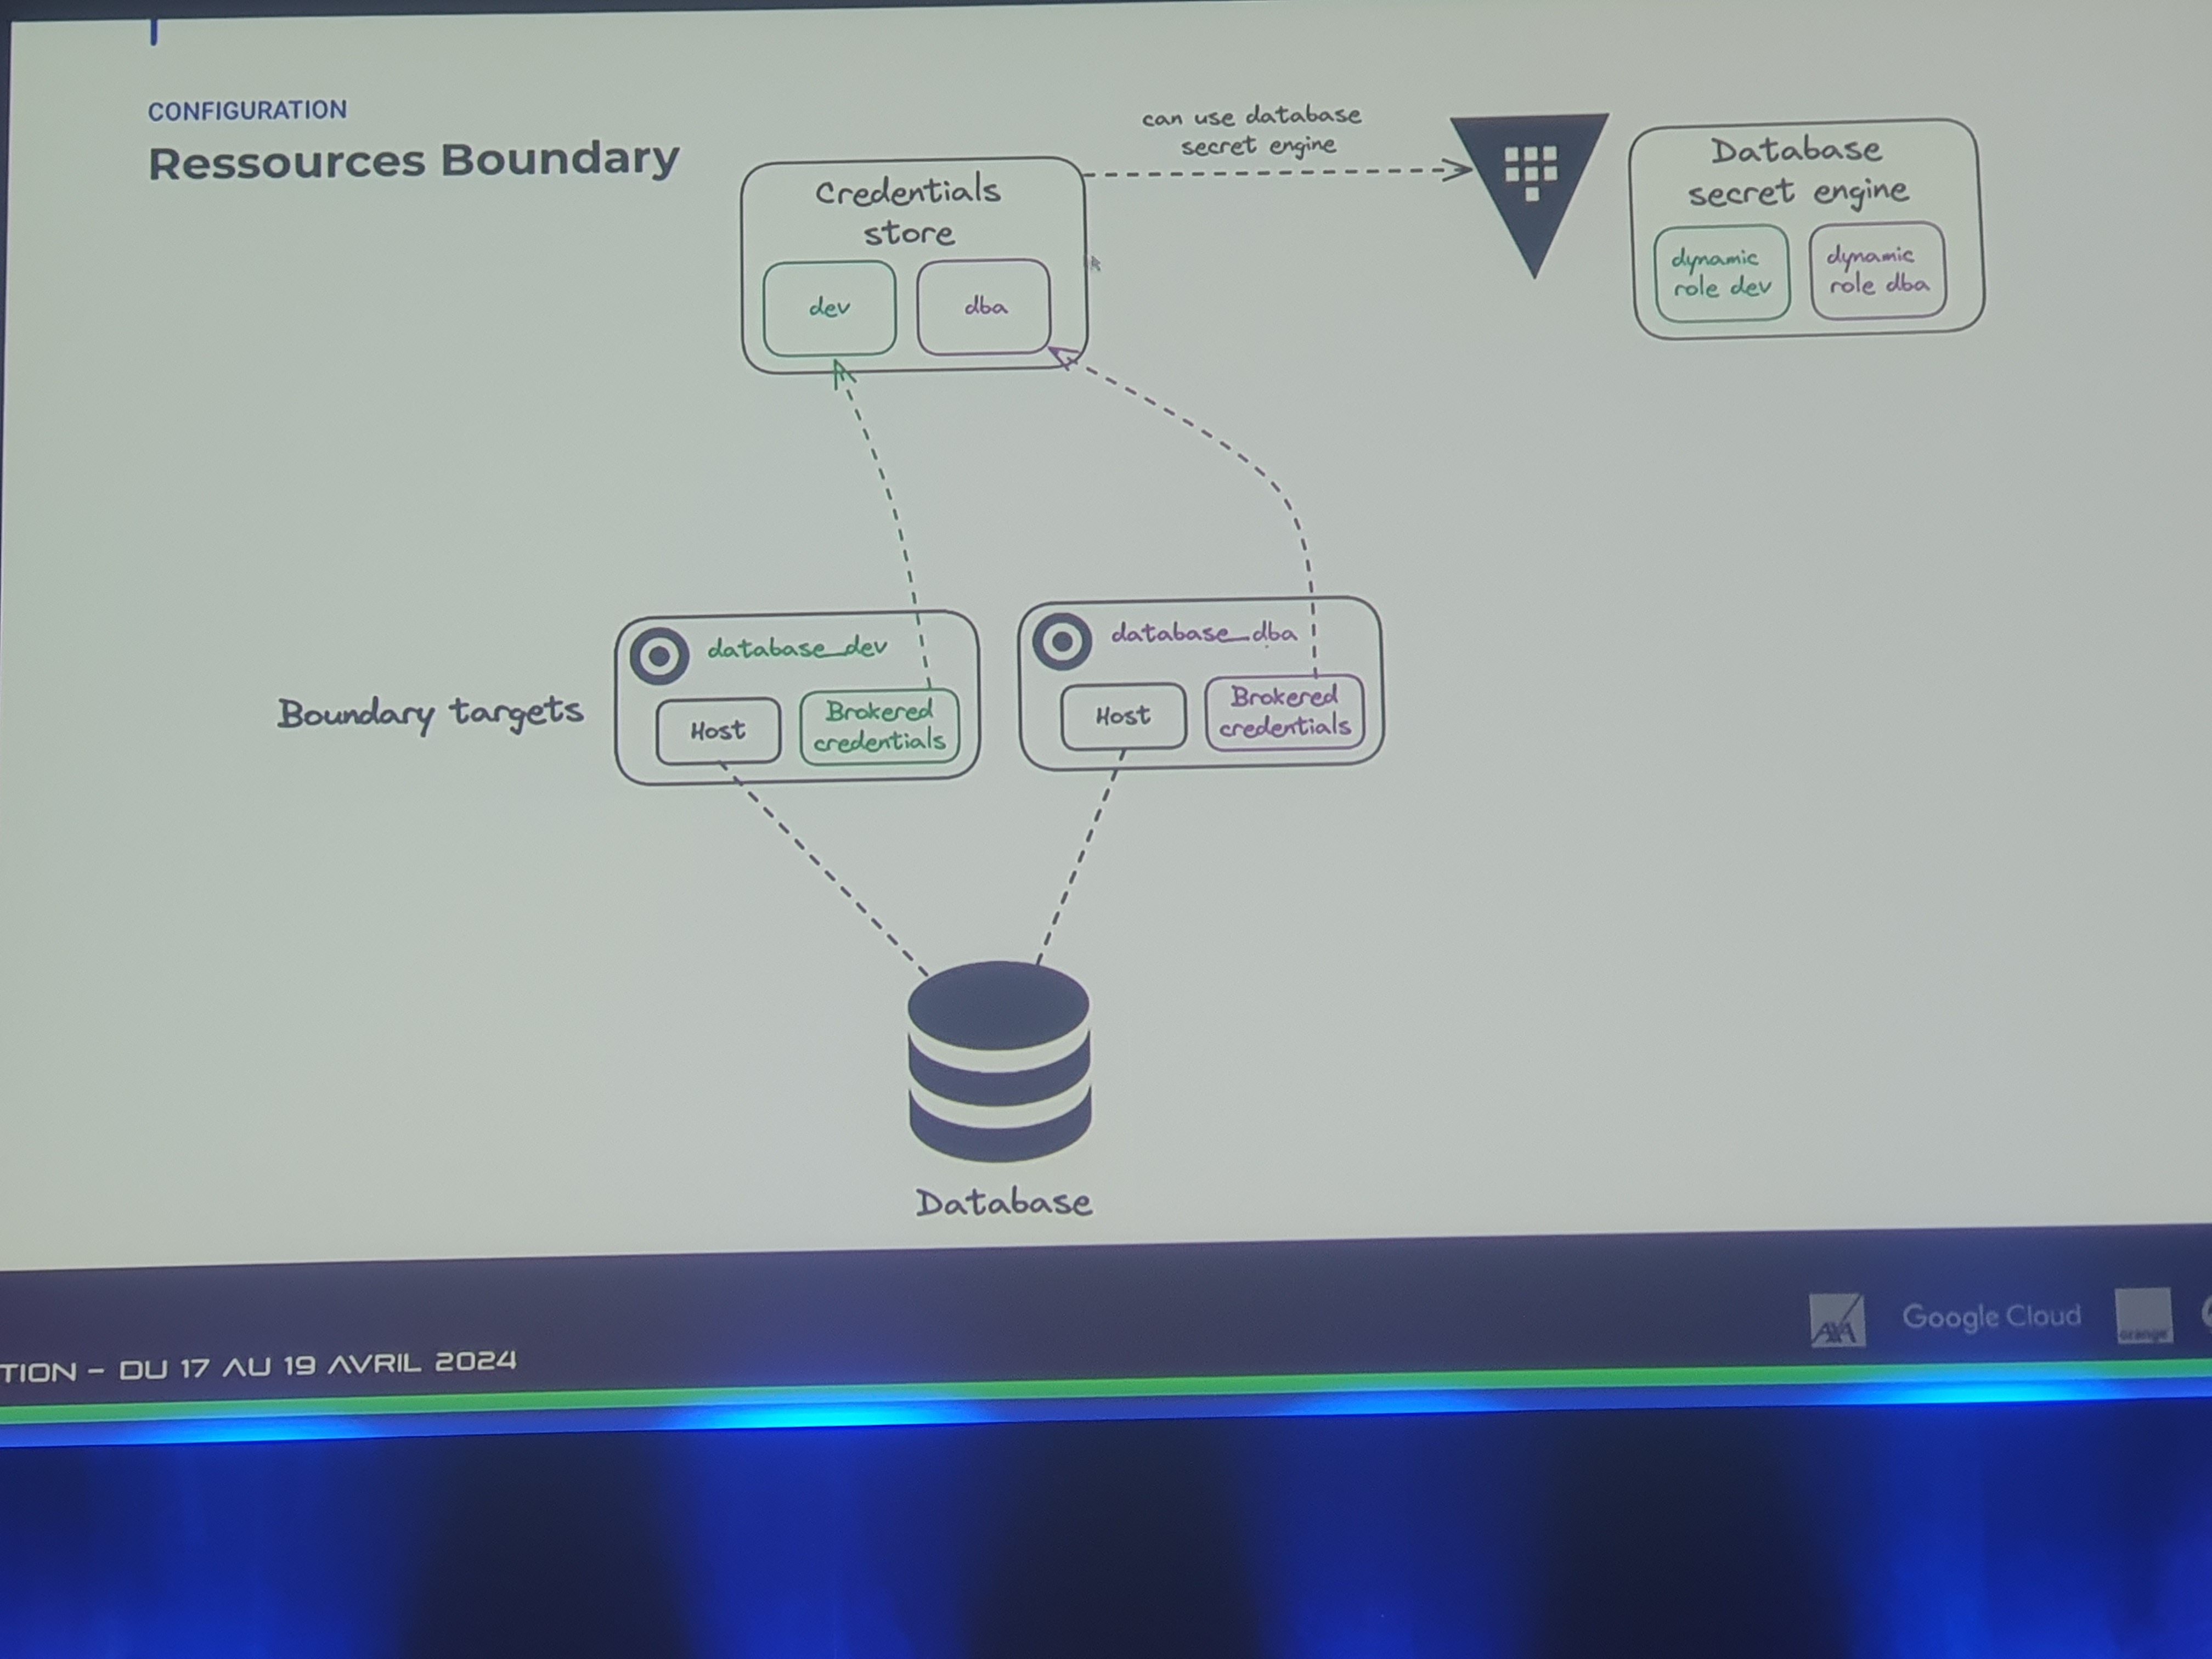 CONFIGURATION
Ressources Boundary
can use database
secret engine
Credentials
store
dev
dba
Database
secret engine
dynamic
role dev
dynamic
role dba
Boundary targets
database_dev
Host
Brokered
credentials
database_dba
Host
Brokered
credentials
Database
TION - DU 17 AU 19 AVRIL 2024
AXA
Google Cloud
orange